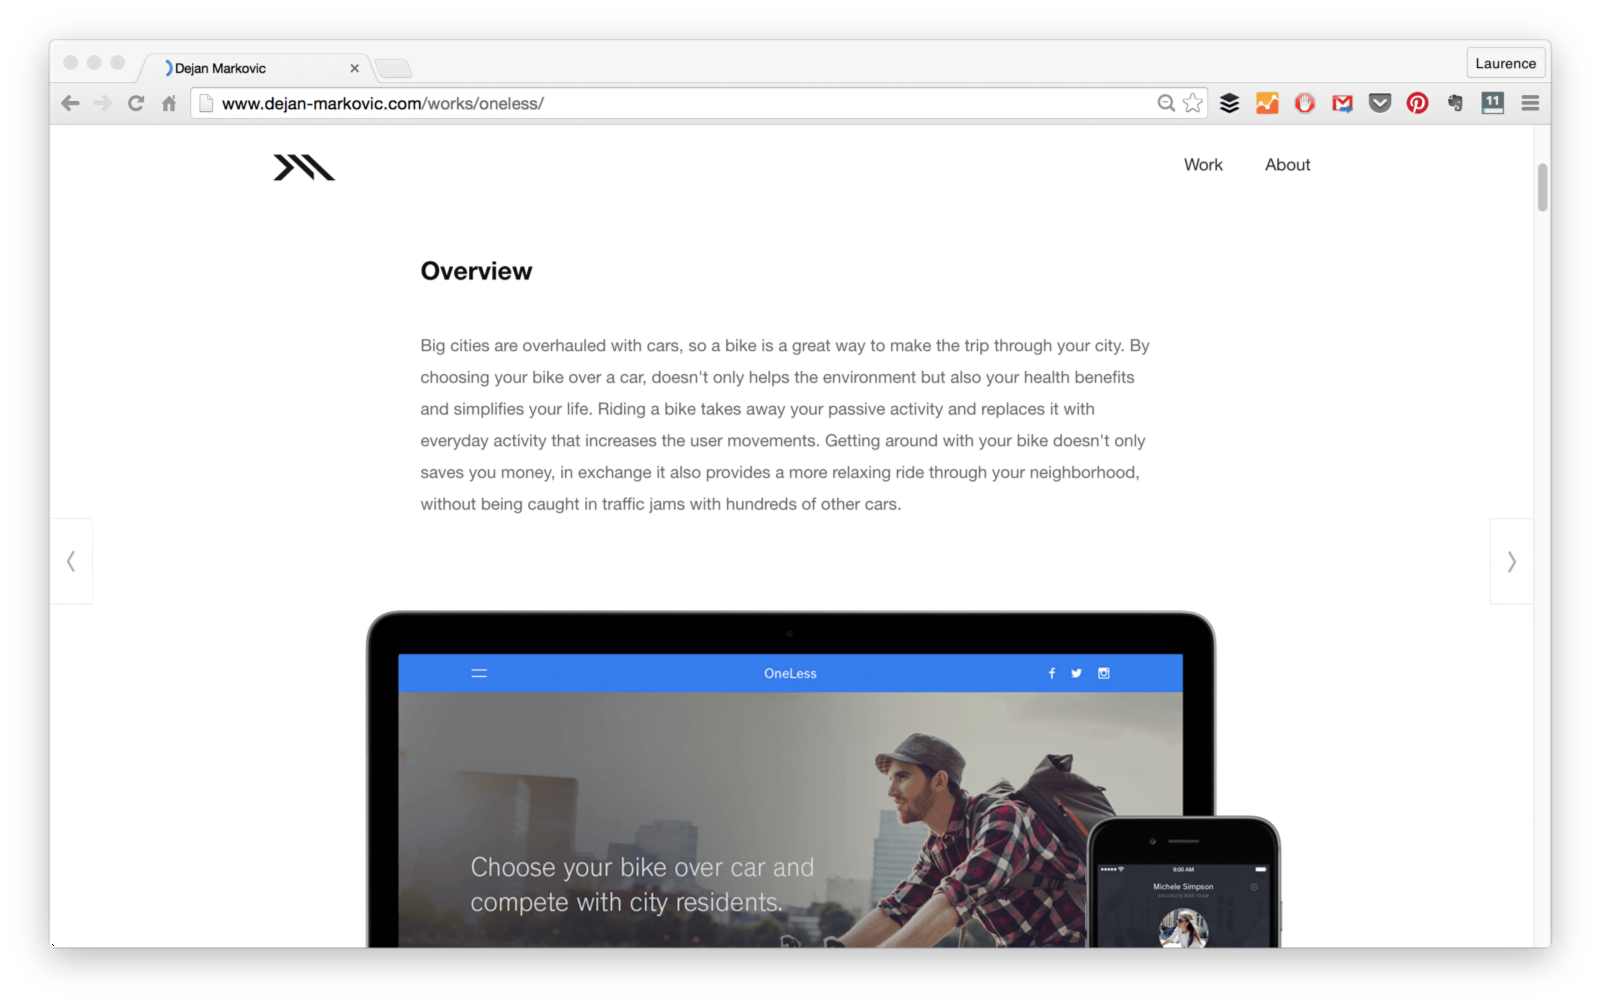 Dejan Markovic
Laurence
www.dejan-markovic.com/works/oneless/
11
Work About
Overview
Big cities are overhauled with cars, so a bike is a great way to make the trip through your city. By
choosing your bike over a car, doesn't only helps the environment but also your health benefits
and simplifies your life. Riding a bike takes away your passive activity and replaces it with
everyday activity that increases the user movements. Getting around with your bike doesn't only
saves you money, in exchange it also provides a more relaxing ride through your neighborhood,
without being caught in traffic jams with hundreds of other cars.
OneLess
Choose your bike over car and
compete with city residents.
8:00 AM
Michele Simpson
BROOKLYN BIKE TEAM